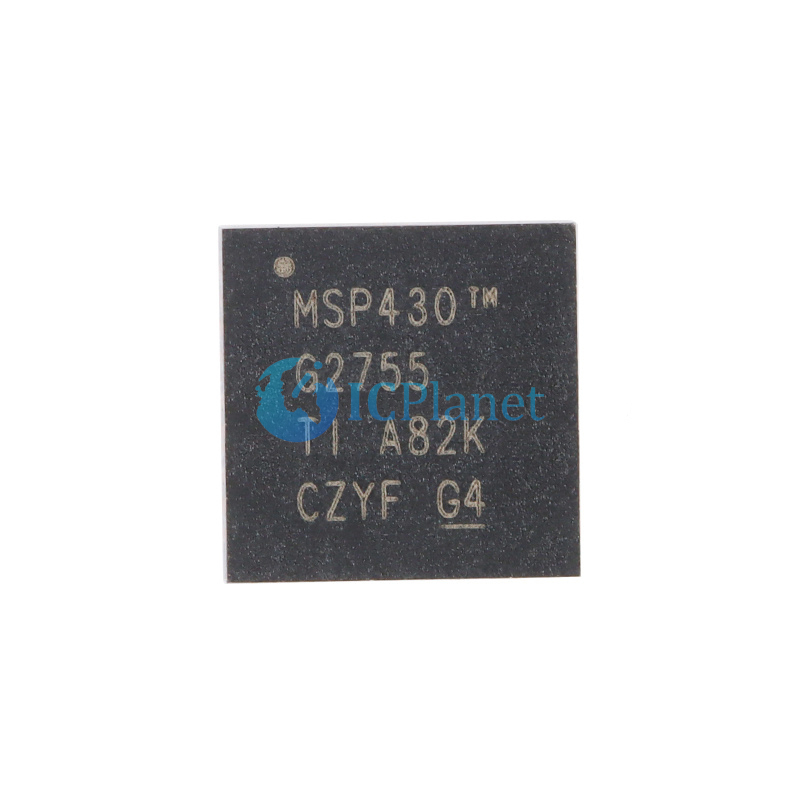 MSP430™
G2755
ICPlanet
TI A82K
CZYF G4